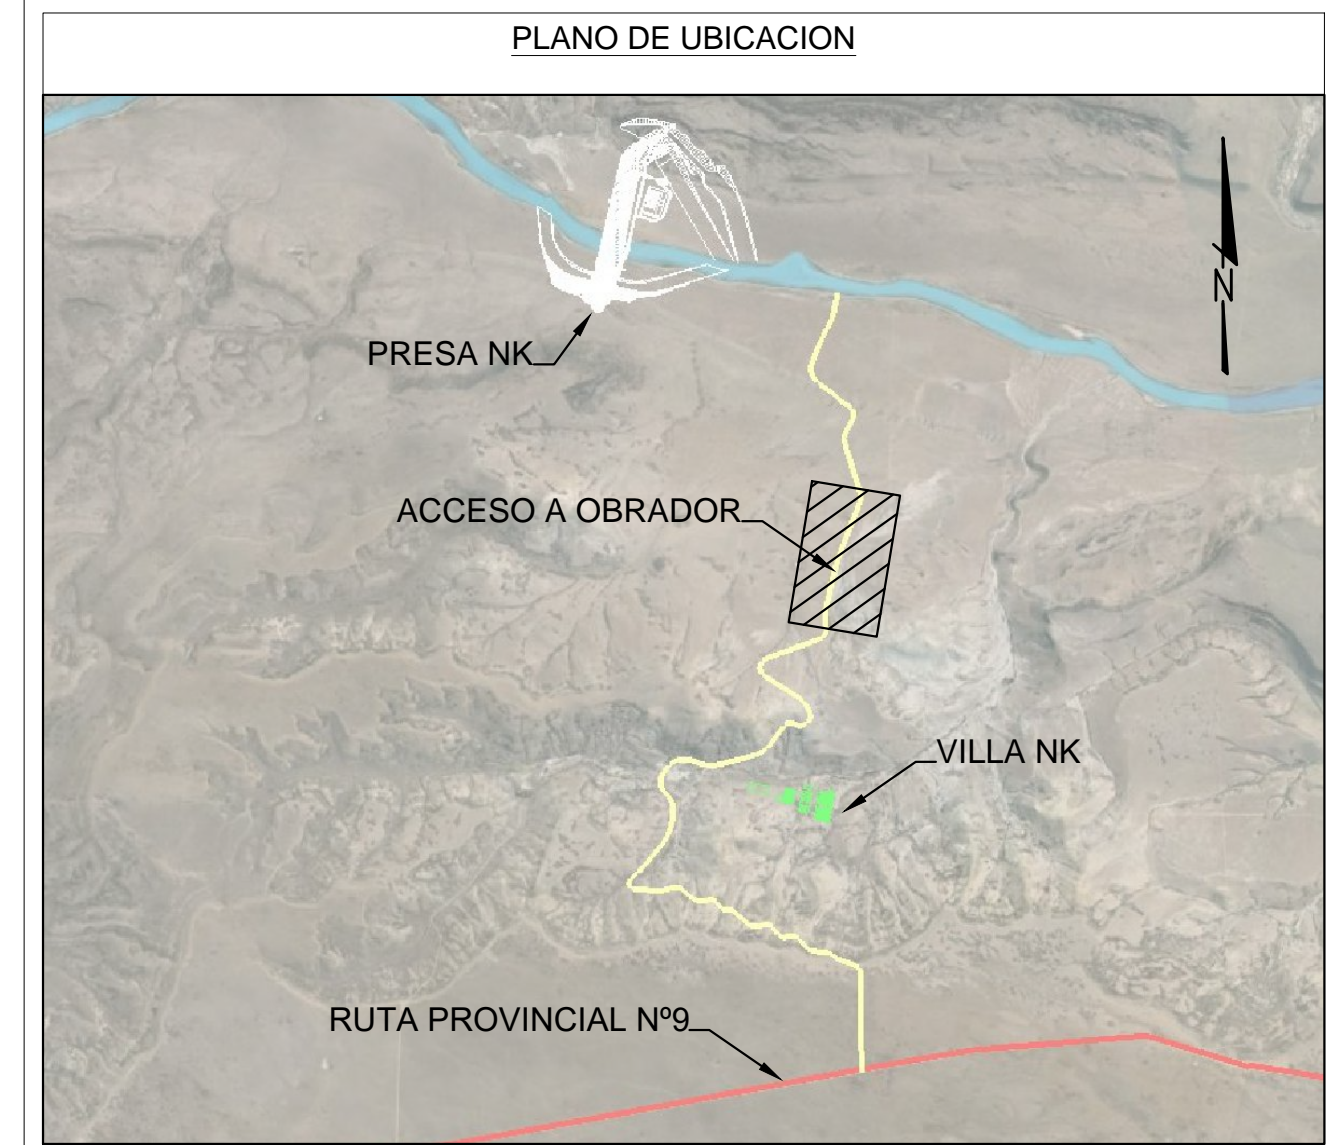 PLANO DE UBICACION
N
PRESA NK
ACCESO A OBRADOR
VILLA NK
RUTA PROVINCIAL Nº9